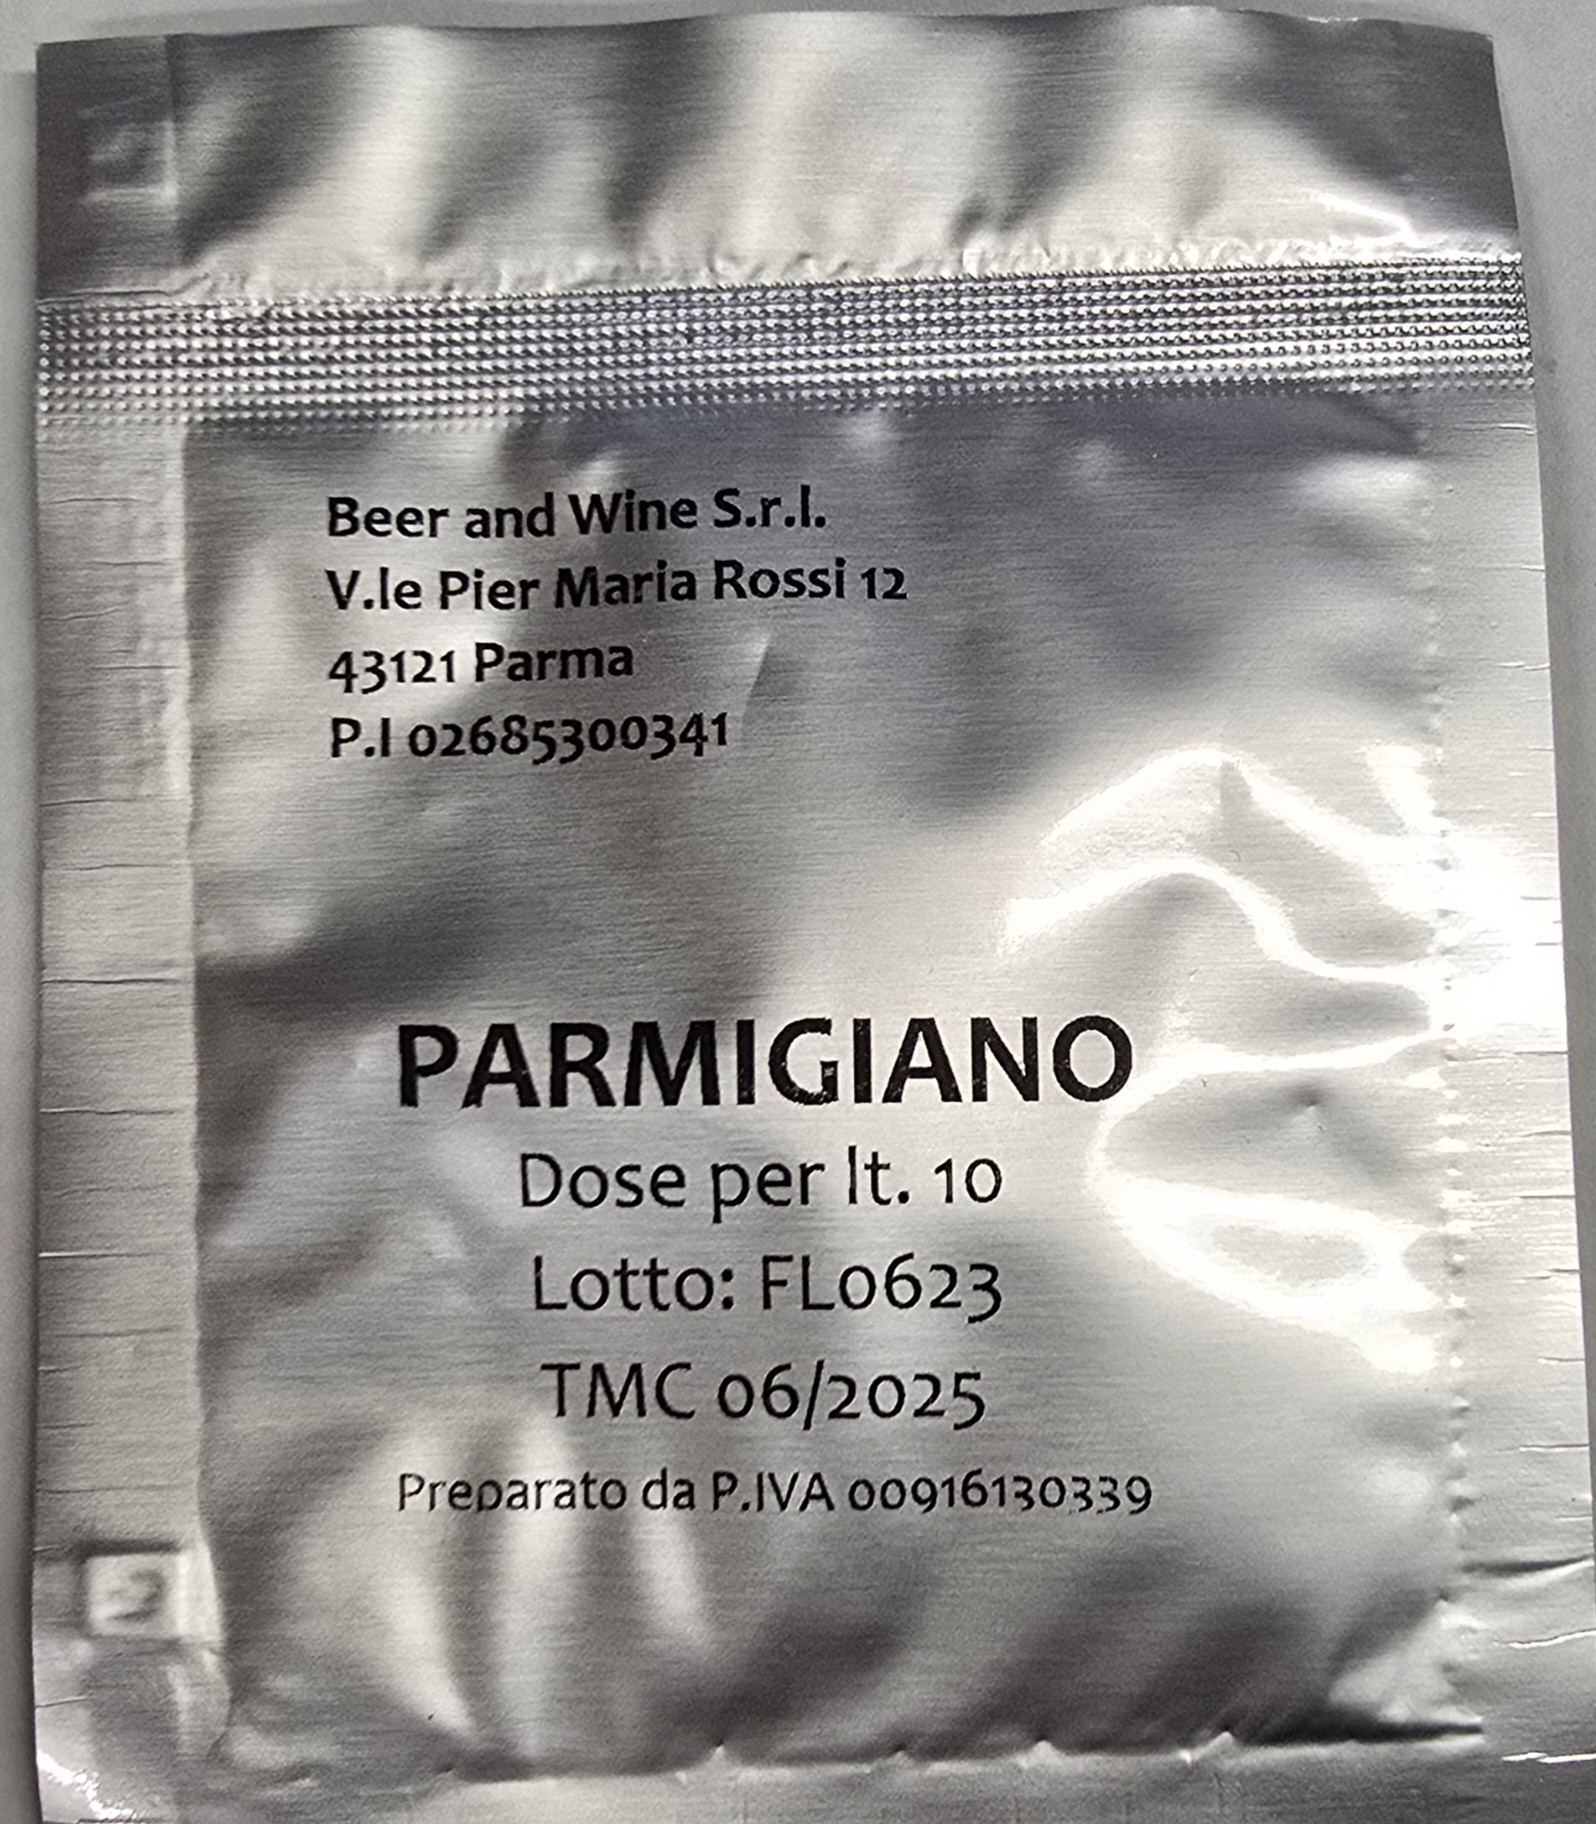 Beer and Wine S.r.l.
V.le Pier Maria Rossi 12
43121 Parma
P.I 02685300341
PARMIGIANO
Dose per lt. 10
Lotto: FL0623
TMC 06/2025
Preparato da P.IVA 00916130339